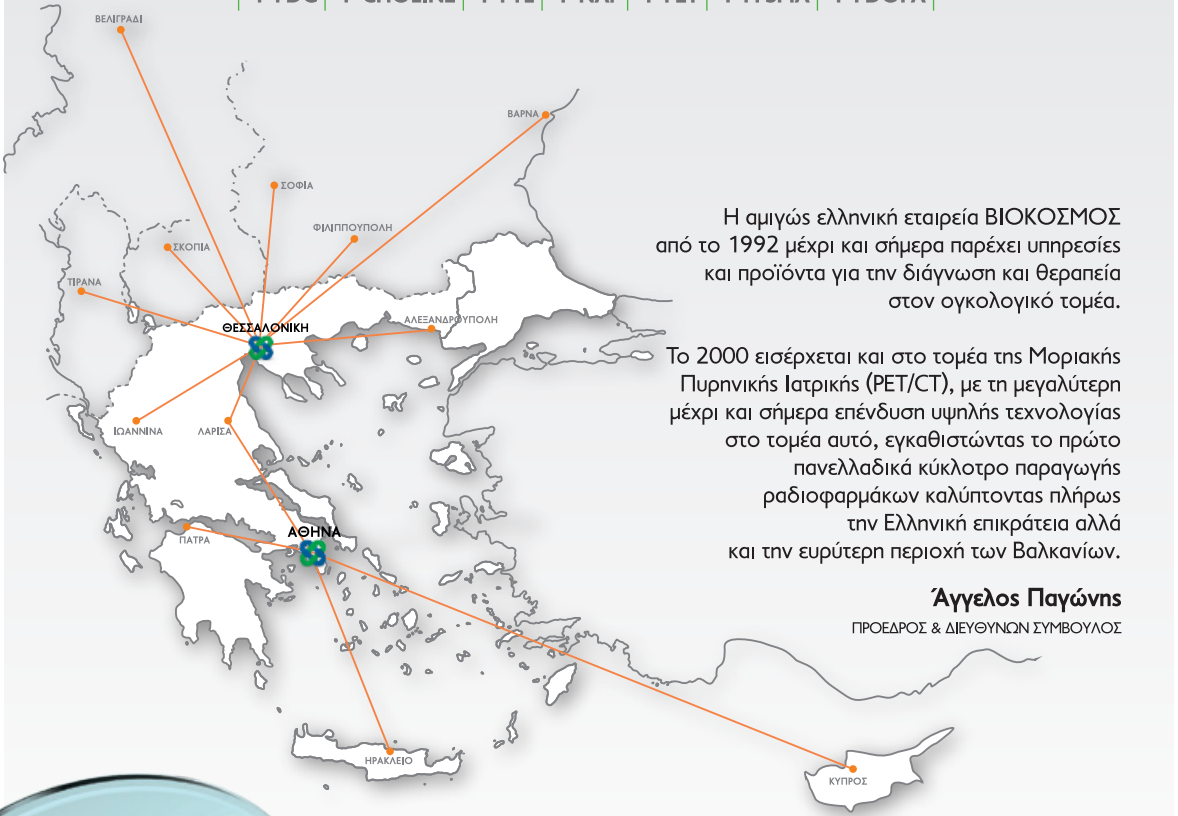 ΒΕΛΙΓΡΑΔΙ
ΒΑΡΝΑ
ΣΟΦΙΑ
ΦΙΛΙΠΠΟΥΠΟΛΗ
ΣΚΟΠΙΑ
ΤΙΡΑΝΑ
ΘΕΣΣΑΛΟΝΙΚΗ
ΑΛΕΞΑΝΔΡΟΥΠΟΛΗ
ΙΩΑΝΝΙΝΑ
ΛΑΡΙΣΑ
ΠΑΤΡΑ
ΑΘΗΝΑ
ΗΡΑΚΛΕΙΟ
ΚΥΠΡΟΣ
Η αμιγώς ελληνική εταιρεία ΒΙΟΚΟΣΜΟΣ
από το 1992 μέχρι και σήμερα παρέχει υπηρεσίες
και προϊόντα για την διάγνωση και θεραπεία
στον ογκολογικό τομέα.
Το 2000 εισέρχεται και στο τομέα της Μοριακής
Πυρηνικής Ιατρικής (PET/CT), με τη μεγαλύτερη
μέχρι και σήμερα επένδυση υψηλής τεχνολογίας
στο τομέα αυτό, εγκαθιστώντας το πρώτο
πανελλαδικά κύκλοτρο παραγωγής
ραδιοφαρμάκων καλύπτοντας πλήρως
την Ελληνική επικράτεια αλλά
και την ευρύτερη περιοχή των Βαλκανίων.
Άγγελος Παγώνης
ΠΡΟΕΔΡΟΣ & ΔΙΕΥΘΥΝΩΝ ΣΥΜΒΟΥΛΟΣ